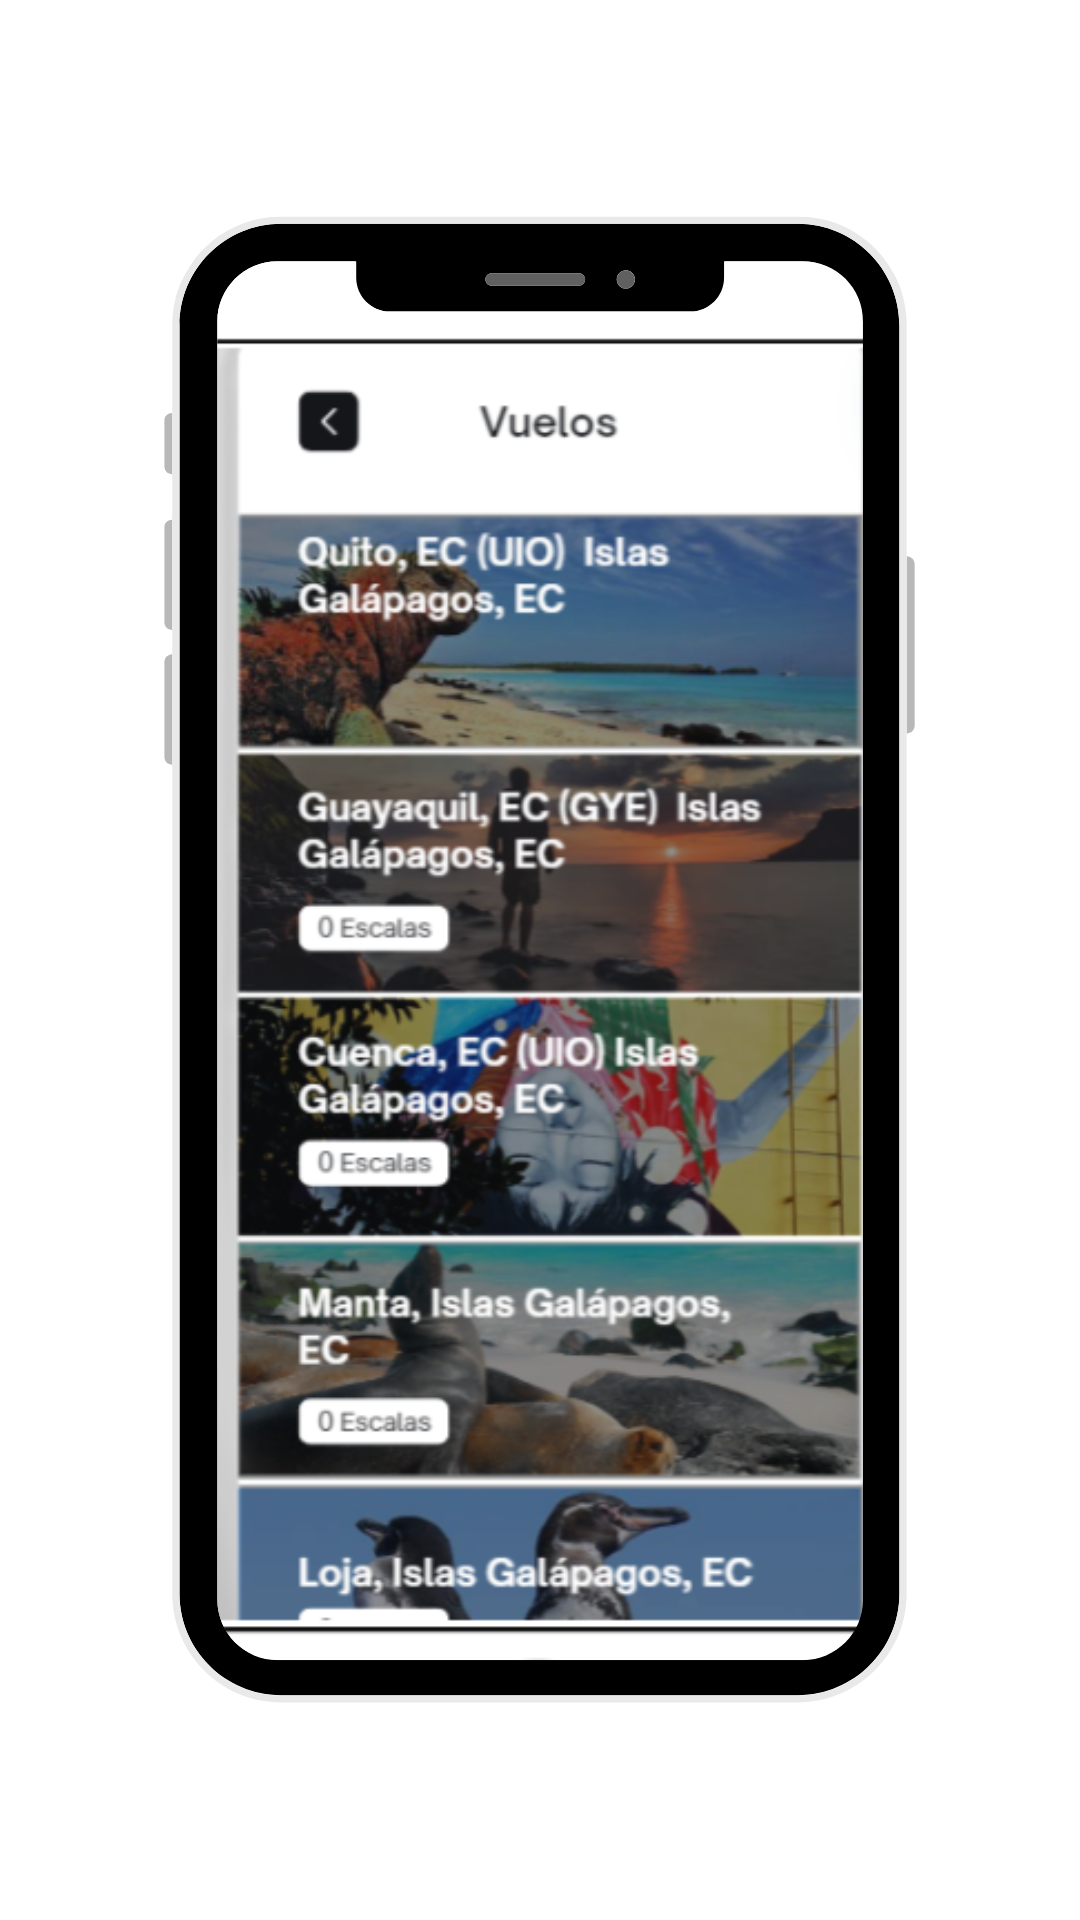 Vuelos
Quito, EC (UIO) Islas
Galápagos, EC
Guayaquil, EC (GYE) Islas
Galápagos, EC
0 Escalas
Cuenca, EC (UIO) Islas
Galápagos, EC
0 Escalas
Manta, Islas Galápagos,
EC
0 Escalas
Loja, Islas Galápagos, EC